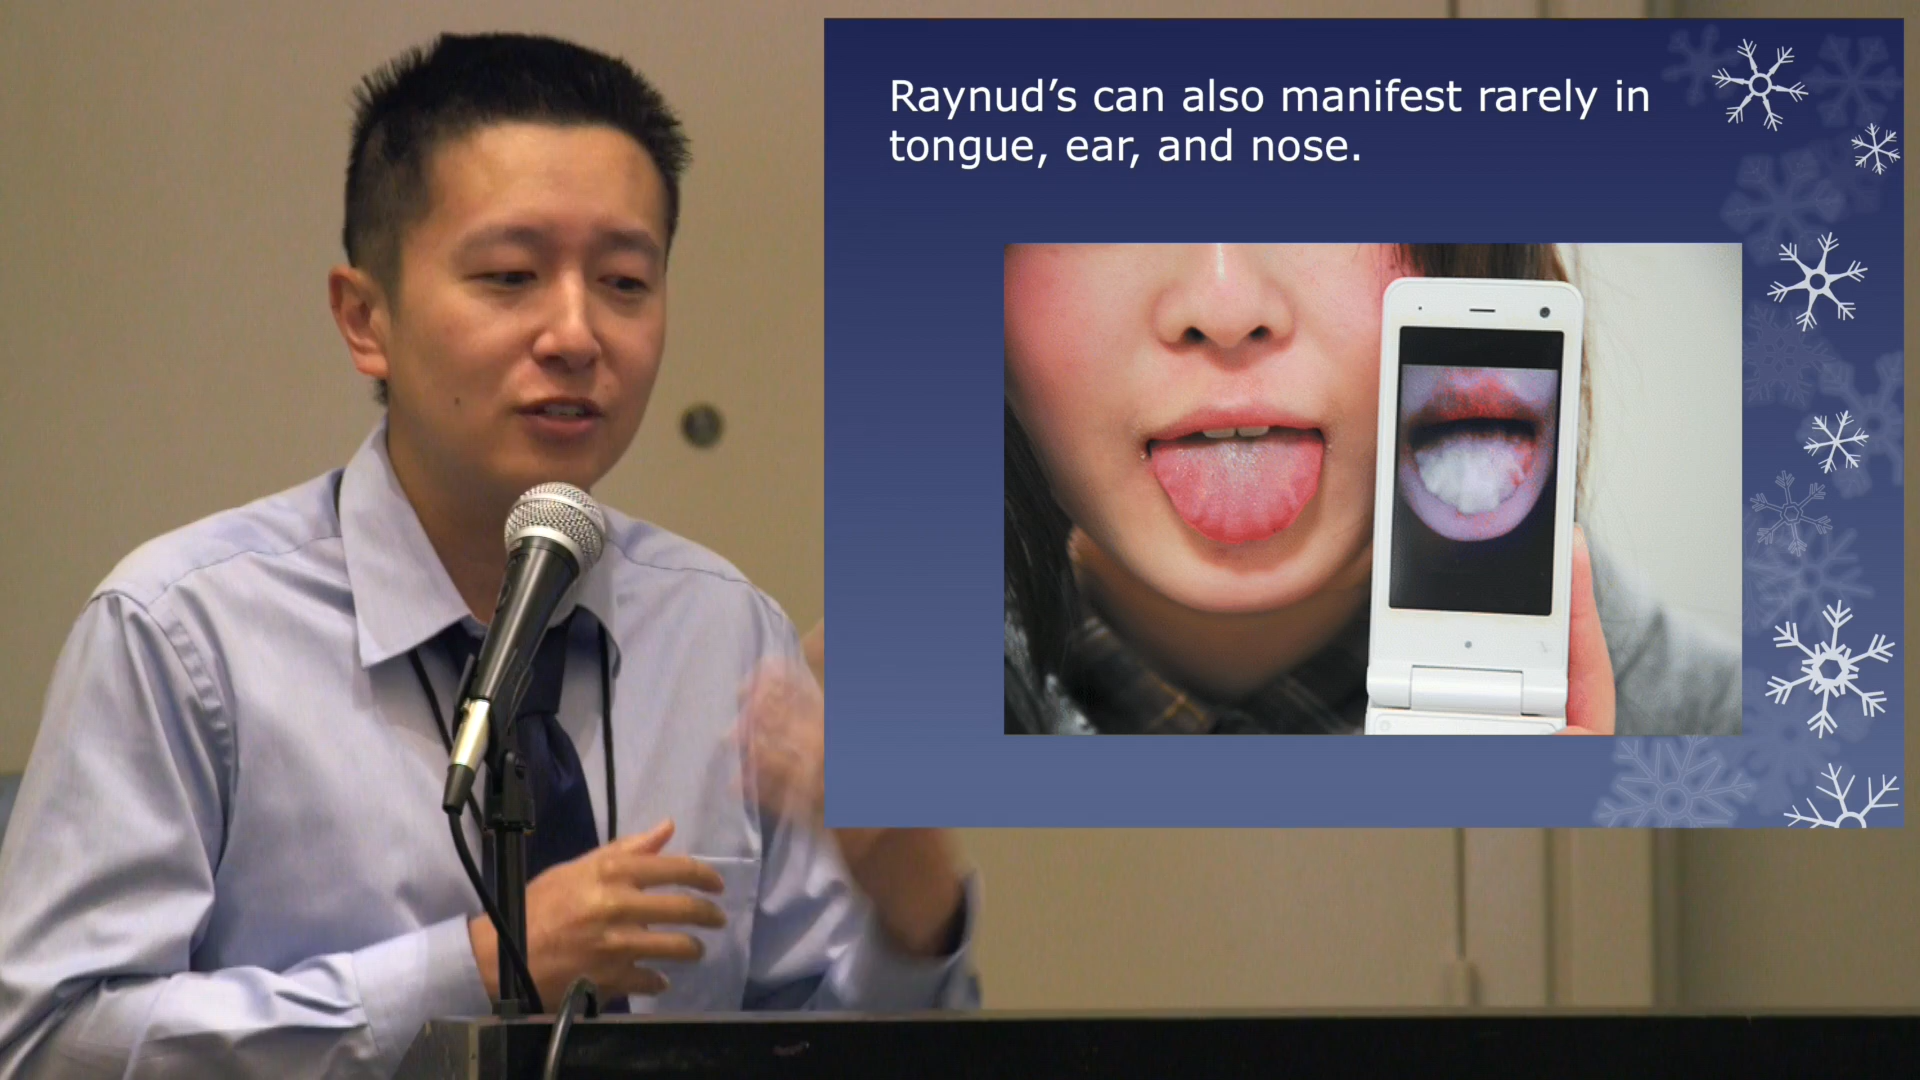 Raynud’s can also manifest rarely in
tongue, ear, and nose.